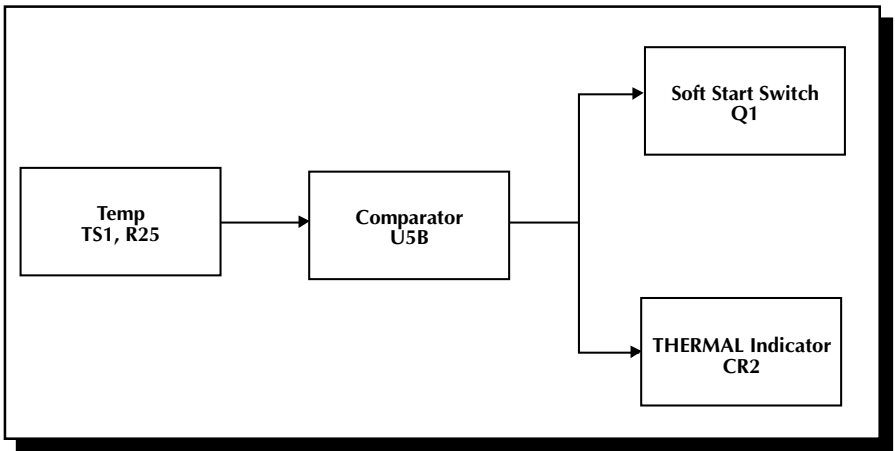 Temp
TS1, R25
Comparator
U5B
Soft Start Switch
Q1
THERMAL Indicator
CR2